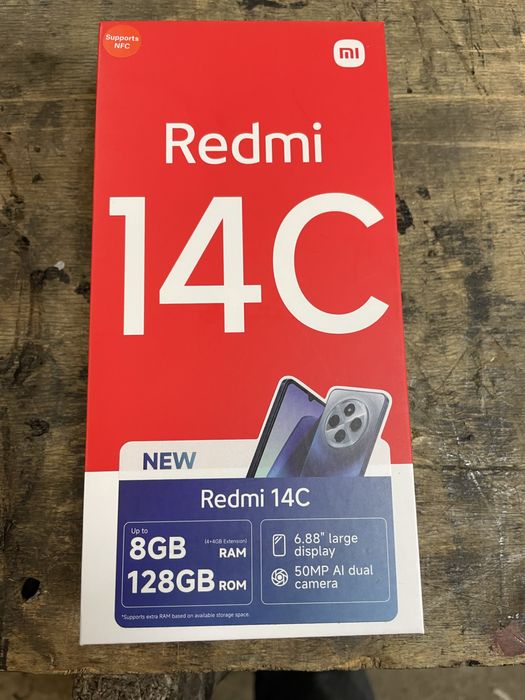 Supports
NFC
mi
Redmi
14C
NEW
Redmi 14C
Up to
8GB (4+4GB Extension) RAM
128GB ROM
*Supports extra RAM based on available storage space.
6.88" large
display
50MP AI dual
camera